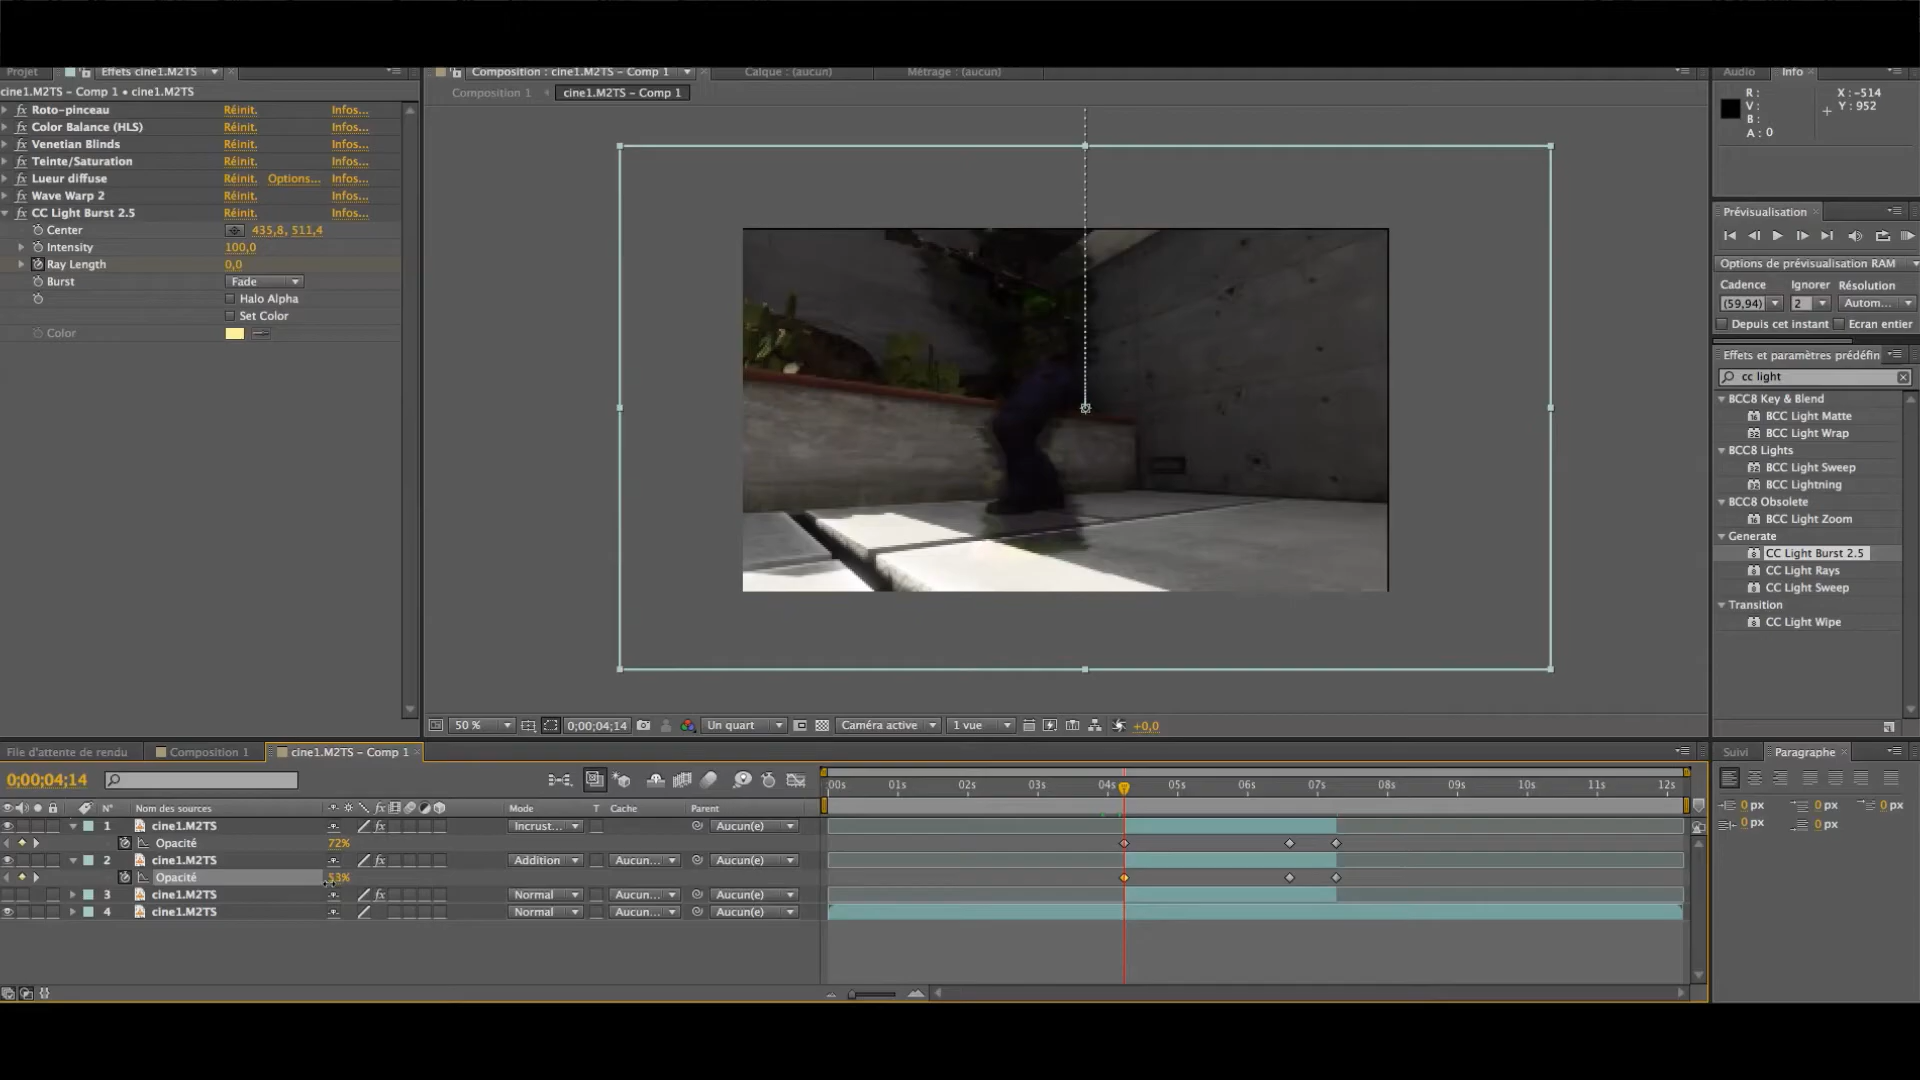 Projet
Effets cine1.M2TS
Composition : cine1.M2TS – Comp 1
Calque : (aucun)
Métrage : (aucun)
Audio
Info
cine1.M2TS – Comp 1 • cine1.M2TS
Composition 1
cine1.M2TS – Comp 1
R :
V :
B :
A : 0
X : -514
Y : 952
Roto-pinceau Réinit. Infos...
Color Balance (HLS) Réinit. Infos...
Venetian Blinds Réinit. Infos...
Teinte/Saturation Réinit. Infos...
Lueur diffuse Réinit. Options... Infos...
Wave Warp 2 Réinit. Infos...
CC Light Burst 2.5 Réinit. Infos...
Center 435,8, 511,4
Intensity 100,0
Ray Length 0,0
Burst Fade
Halo Alpha
Set Color
Color
Prévisualisation
Options de prévisualisation RAM
Cadence Ignorer Résolution
(59,94) 2 Autom...
Depuis cet instant Ecran entier
Effets et paramètres prédéfin
cc light
BCC8 Key & Blend
BCC Light Matte
BCC Light Wrap
BCC8 Lights
BCC Light Sweep
BCC Lightning
BCC8 Obsolete
BCC Light Zoom
Generate
CC Light Burst 2.5
CC Light Rays
CC Light Sweep
Transition
CC Light Wipe
50 % 0;00;04;14 Un quart Caméra active 1 vue +0,0
File d'attente de rendu
Composition 1
cine1.M2TS – Comp 1
Suivi
Paragraphe
0;00;04;14
:00s 01s 02s 03s 04s 05s 06s 07s 08s 09s 10s 11s 12s
N° Nom des sources fx Mode T Cache Parent
1 cine1.M2TS Incrust... Aucun(e)
Opacité 72%
2 cine1.M2TS Addition Aucun... Aucun(e)
Opacité 53%
3 cine1.M2TS Normal Aucun... Aucun(e)
4 cine1.M2TS Normal Aucun... Aucun(e)
0 px 0 px 0 px
0 px 0 px